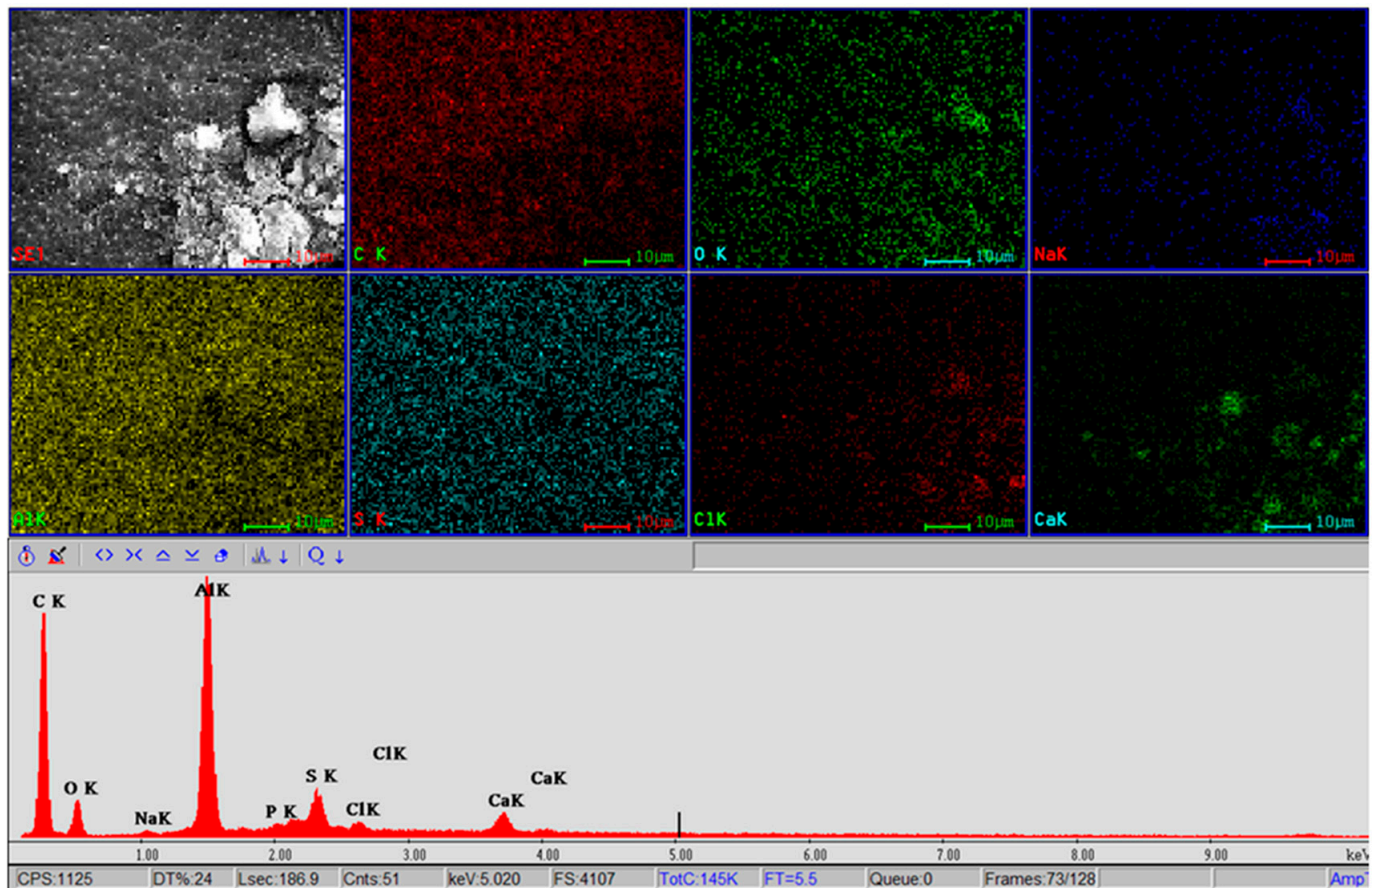 SE1 10µm
C K 10µm
O K 10µm
NaK 10µm
AlK 10µm
S K 10µm
ClK 10µm
CaK 10µm
Q
C K
AlK
O K
NaK
P K
S K
ClK
ClK
CaK
CaK
1.00 2.00 3.00 4.00 5.00 6.00 7.00 8.00 9.00 keV
CPS:1125 DT%:24 Lsec:186.9 Cnts:51 keV:5.020 FS:4107 TotC:145K FT=5.5 Queue:0 Frames:73/128 Amp